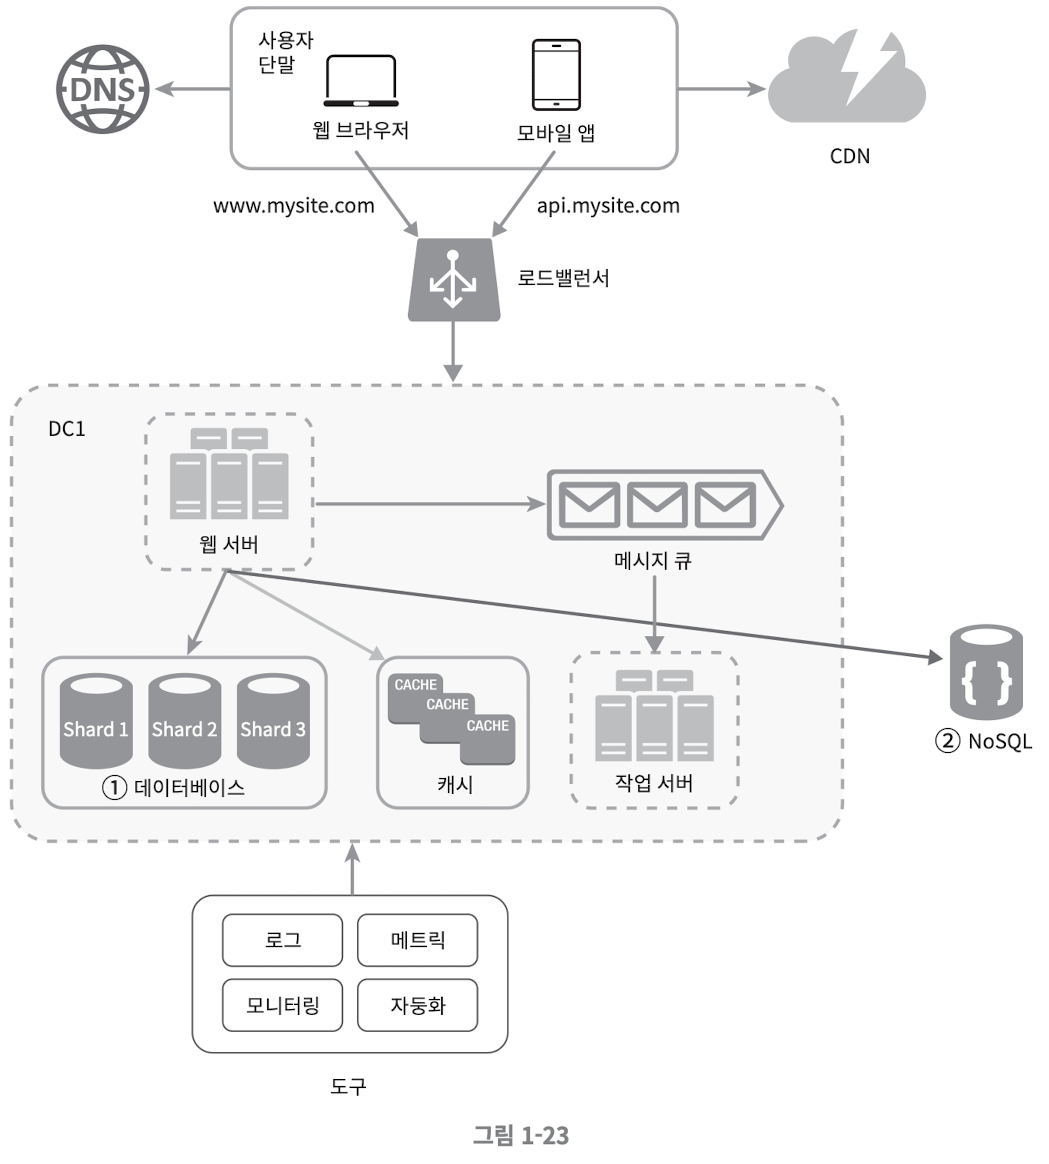 사용자
단말
DNS
웹 브라우저
모바일 앱
CDN
www.mysite.com
api.mysite.com
로드밸런서
DC1
웹 서버
메시지 큐
Shard 1
Shard 2
Shard 3
① 데이터베이스
CACHE
CACHE
CACHE
캐시
작업 서버
{ }
② NoSQL
로그
메트릭
모니터링
자동화
도구
그림 1-23